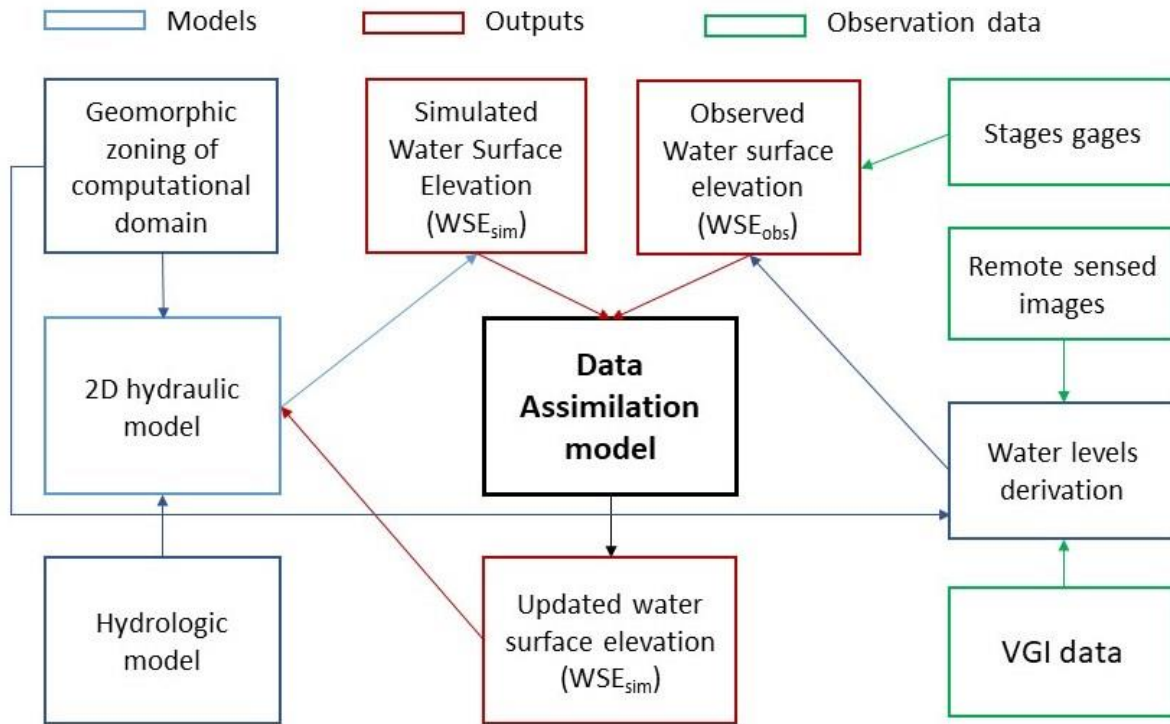 Models
Outputs
Observation data
Geomorphic
zoning of
computational
domain
Simulated
Water Surface
Elevation
(WSEsim)
Observed
Water surface
elevation
(WSEobs)
Stages gages
Remote sensed
images
2D hydraulic
model
Data
Assimilation
model
Water levels
derivation
Hydrologic
model
Updated water
surface elevation
(WSEsim)
VGI data